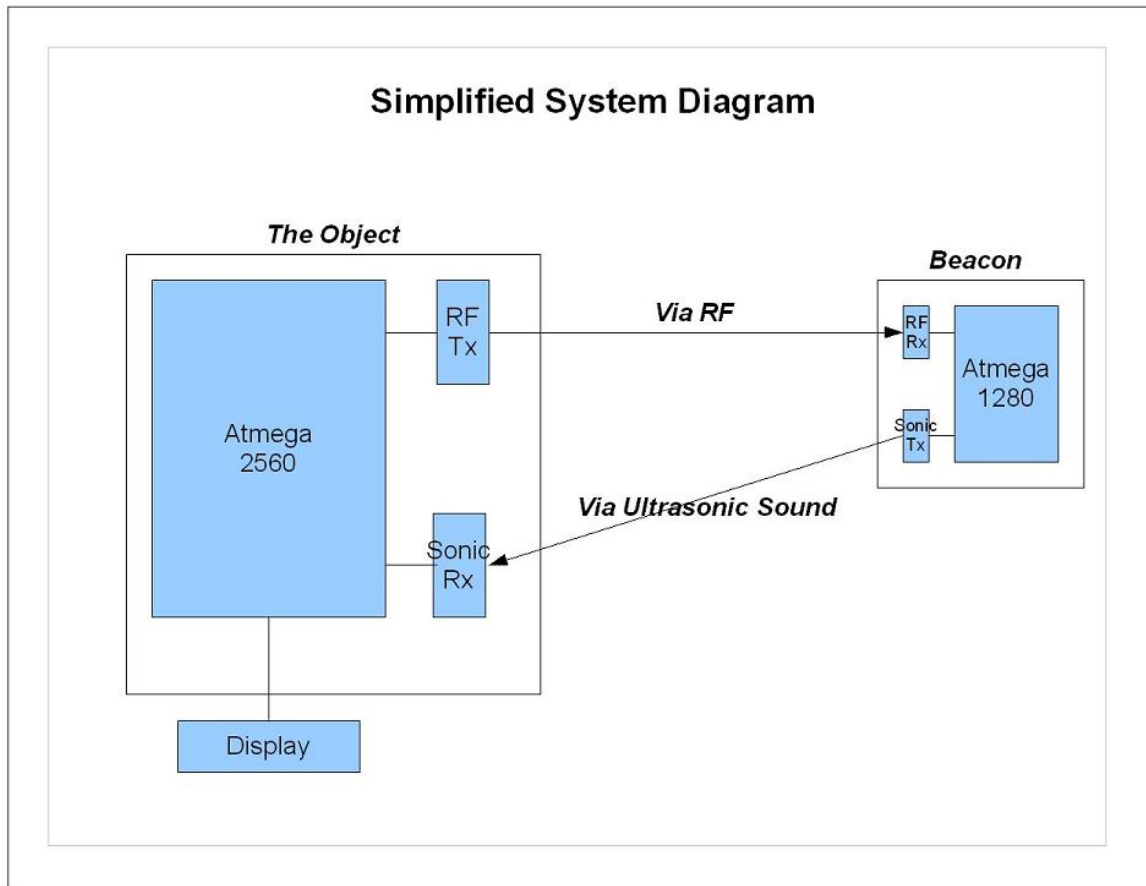 Simplified System Diagram
The Object
Beacon
Via RF
RF
Tx
RF
Rx
Atmega
2560
Atmega
1280
Sonic
Tx
Via Ultrasonic Sound
Sonic
Rx
Display